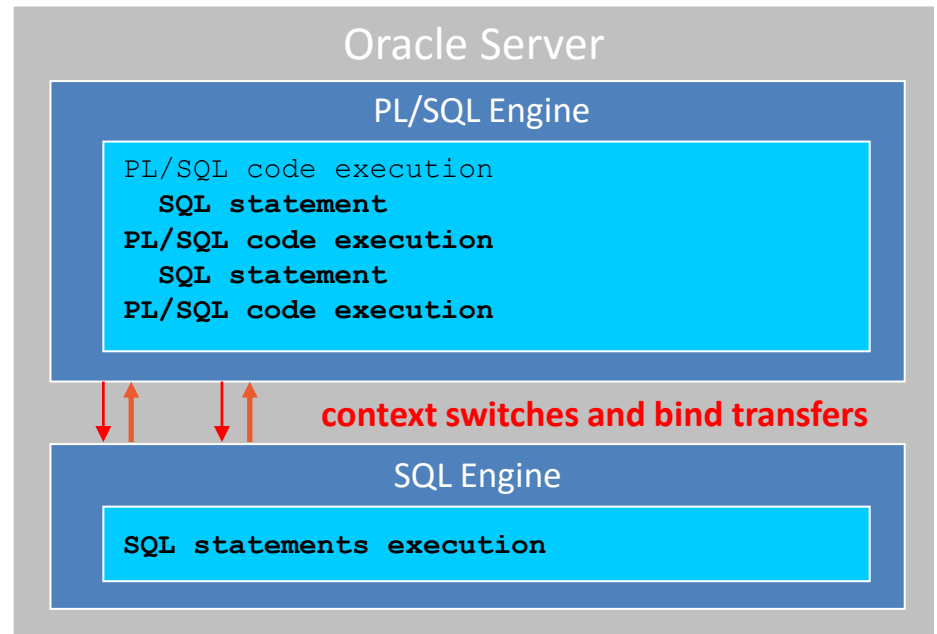 Oracle Server
PL/SQL Engine
PL/SQL code execution
SQL statement
PL/SQL code execution
SQL statement
PL/SQL code execution
context switches and bind transfers
SQL Engine
SQL statements execution